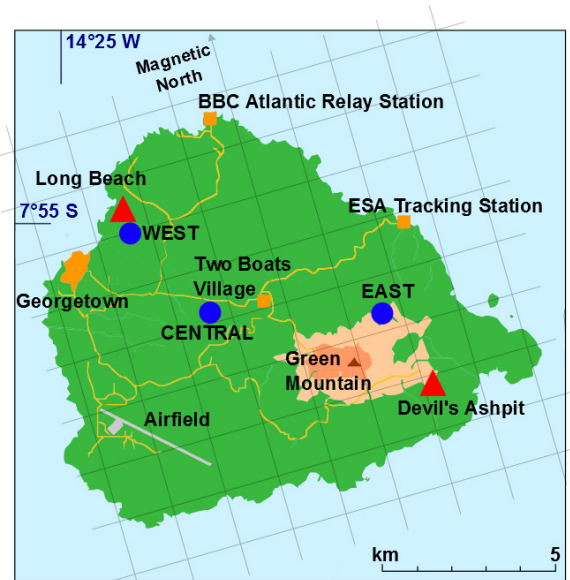 14°25 W
Magnetic
North
BBC Atlantic Relay Station
Long Beach
7°55 S
ESA Tracking Station
WEST
Two Boats
Village
Georgetown
EAST
CENTRAL
Green
Mountain
Devil's Ashpit
Airfield
km
5